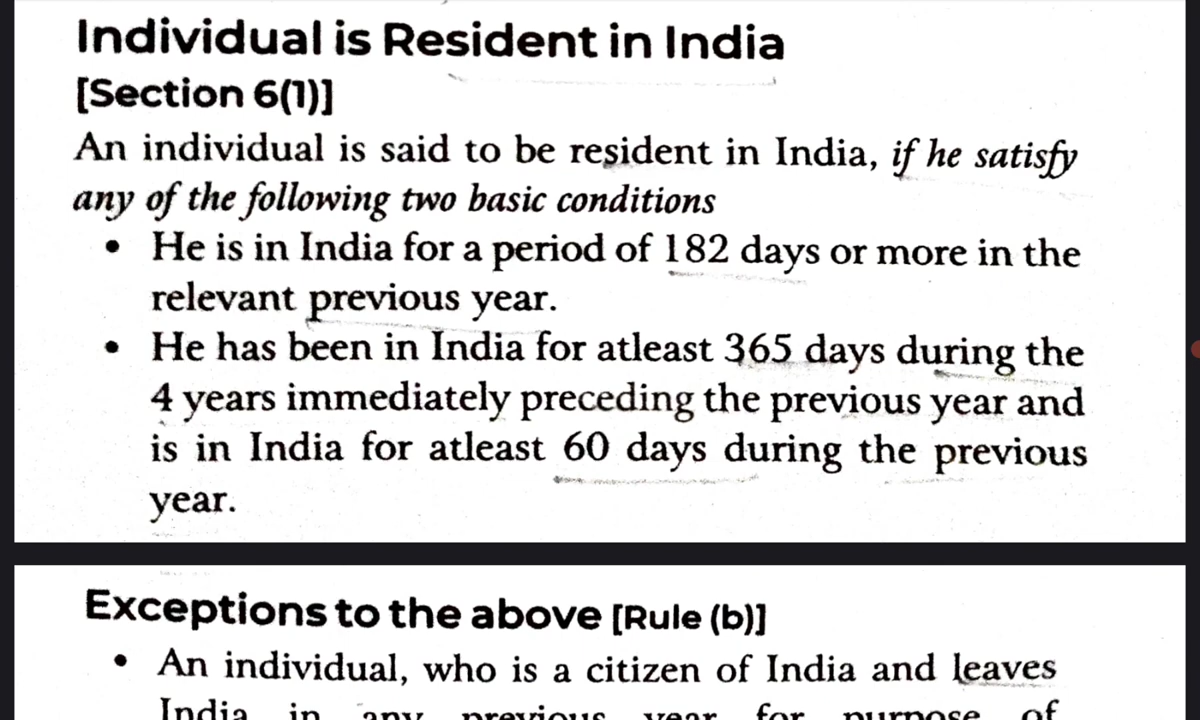 Individual is Resident in India
[Section 6(1)]
An individual is said to be resident in India, if he satisfy
any of the following two basic conditions
• He is in India for a period of 182 days or more in the
relevant previous year.
• He has been in India for atleast 365 days during the
4 years immediately preceding the previous year and
is in India for atleast 60 days during the previous
year.
Exceptions to the above [Rule (b)]
• An individual, who is a citizen of India and leaves
India in any previous year for purpose of